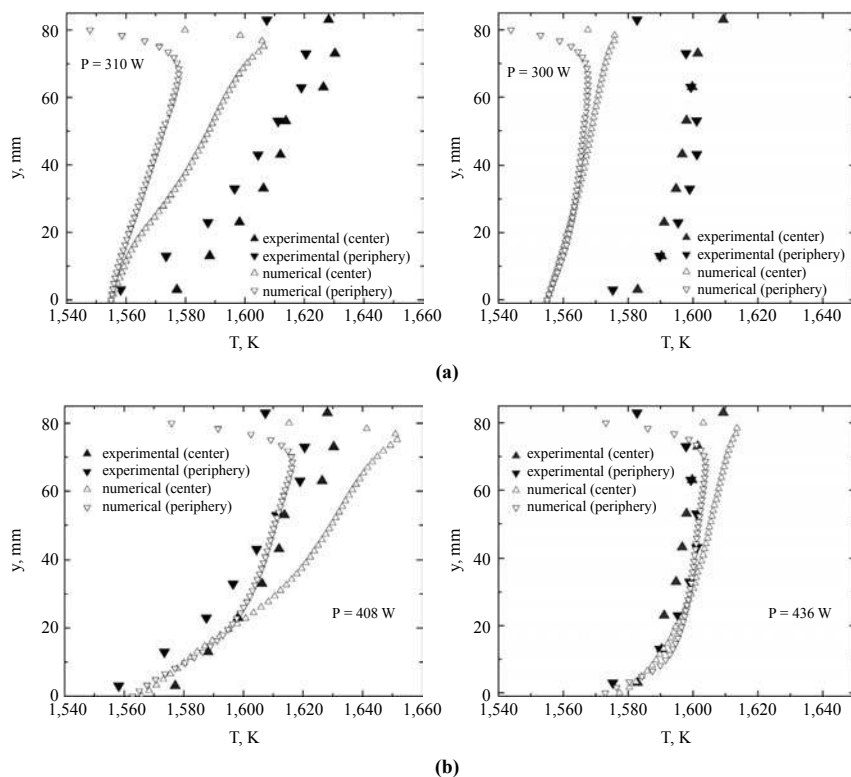 80
60
40
20
0
y, mm
P = 310 W
experimental (center)
experimental (periphery)
numerical (center)
numerical (periphery)
1,540 1,560 1,580 1,600 1,620 1,640 1,660
T, K
80
60
40
20
0
y, mm
P = 300 W
experimental (center)
experimental (periphery)
numerical (center)
numerical (periphery)
1,540 1,560 1,580 1,600 1,620 1,640
T, K
(a)
80
60
40
20
0
y, mm
experimental (center)
experimental (periphery)
numerical (center)
numerical (periphery)
P = 408 W
1,540 1,560 1,580 1,600 1,620 1,640 1,660
T, K
80
60
40
20
0
y, mm
experimental (center)
experimental (periphery)
numerical (center)
numerical (periphery)
P = 436 W
1,540 1,560 1,580 1,600 1,620 1,640
T, K
(b)